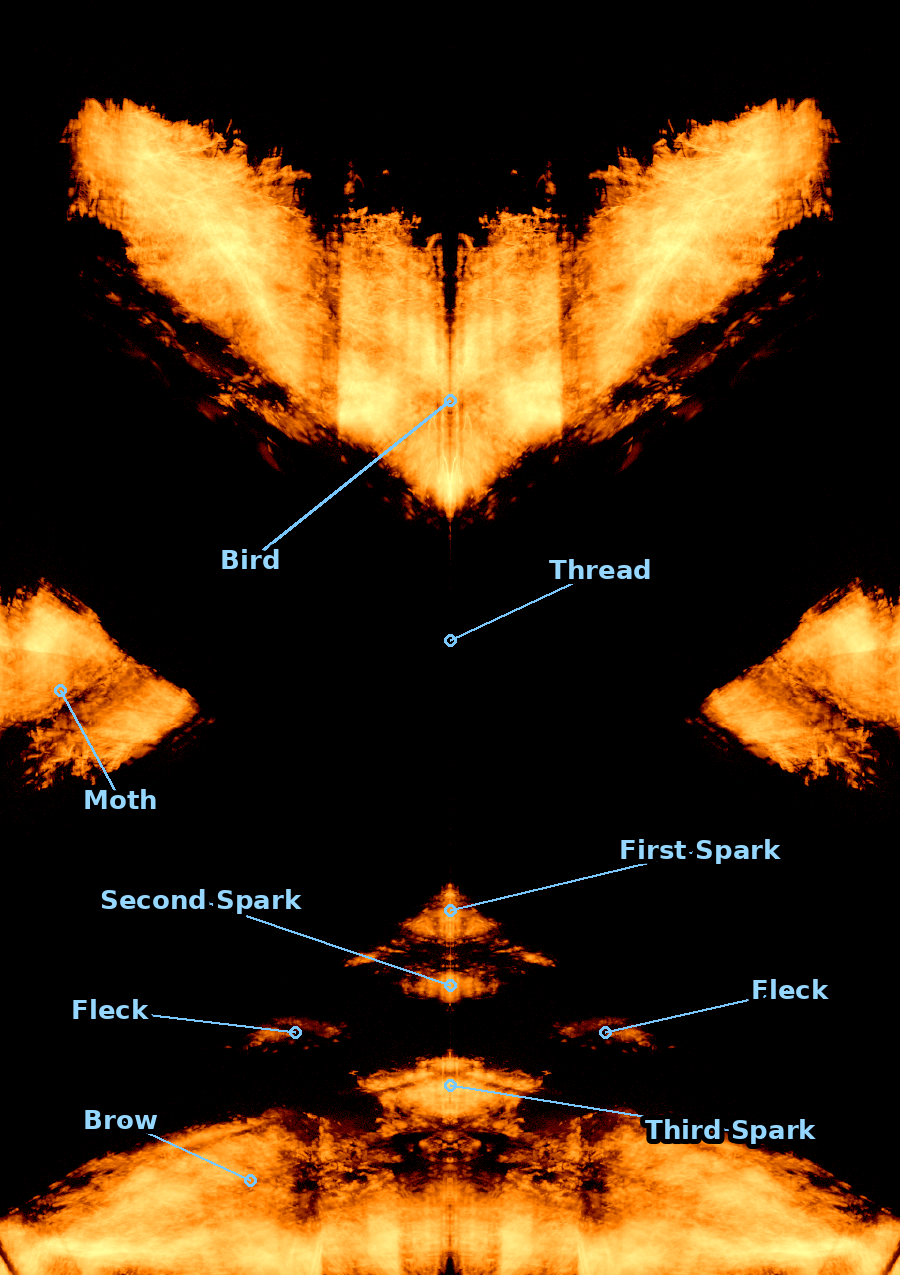 Bird
Thread
Moth
First Spark
Second Spark
Fleck
Fleck
Brow
Third Spark